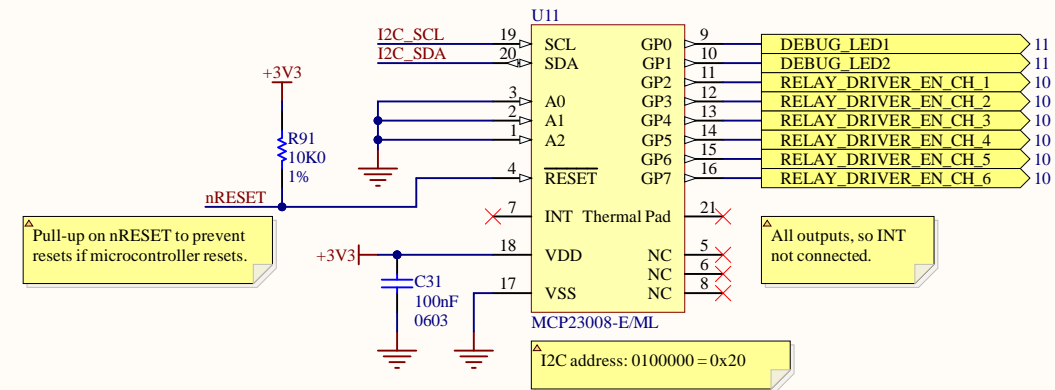 U11
I2C_SCL 19 SCL GP0 9 DEBUG_LED1 11
I2C_SDA 20 SDA GP1 10 DEBUG_LED2 11
GP2 11 RELAY_DRIVER_EN_CH_1 10
+3V3
3 A0 GP3 12 RELAY_DRIVER_EN_CH_2 10
2 A1 GP4 13 RELAY_DRIVER_EN_CH_3 10
1 A2 GP5 14 RELAY_DRIVER_EN_CH_4 10
R91
10K0
1%
GP6 15 RELAY_DRIVER_EN_CH_5 10
4 RESET GP7 16 RELAY_DRIVER_EN_CH_6 10
nRESET
7 INT Thermal Pad 21
Pull-up on nRESET to prevent
resets if microcontroller resets.
All outputs, so INT
not connected.
+3V3 18 VDD NC 5
NC 6
17 VSS NC 8
C31
100nF
0603
MCP23008-E/ML
I2C address: 0100000 = 0x20